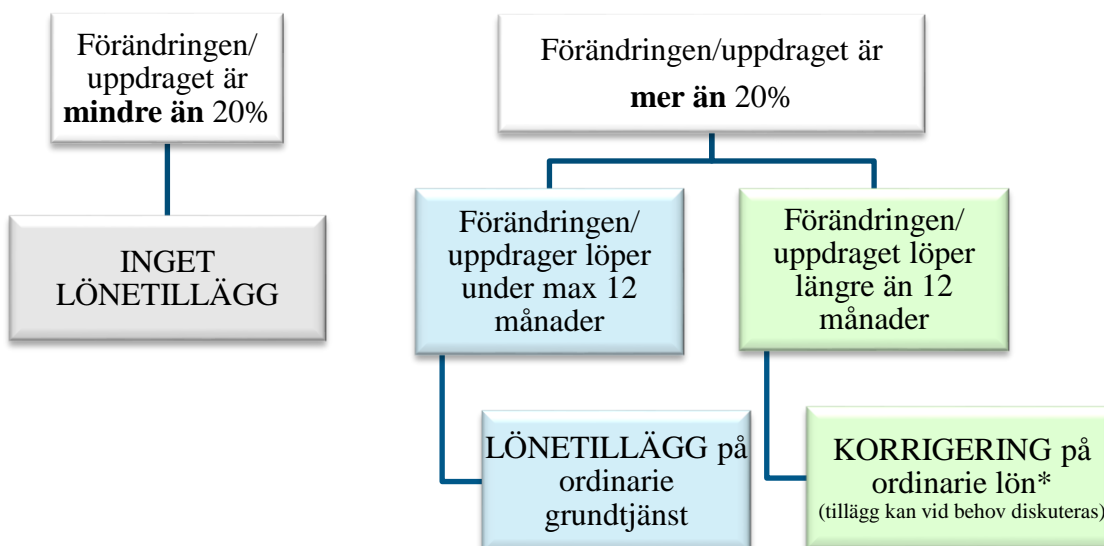 Förändringen/
uppdraget är
mindre än 20%
INGET
LÖNETILLÄGG
Förändringen/uppdraget är
mer än 20%
Förändringen/
uppdrager löper
under max 12
månader
LÖNETILLÄGG på
ordinarie
grundtjänst
Förändringen/
uppdraget löper
längre än 12
månader
KORRIGERING på
ordinarie lön*
(tillägg kan vid behov diskuteras)